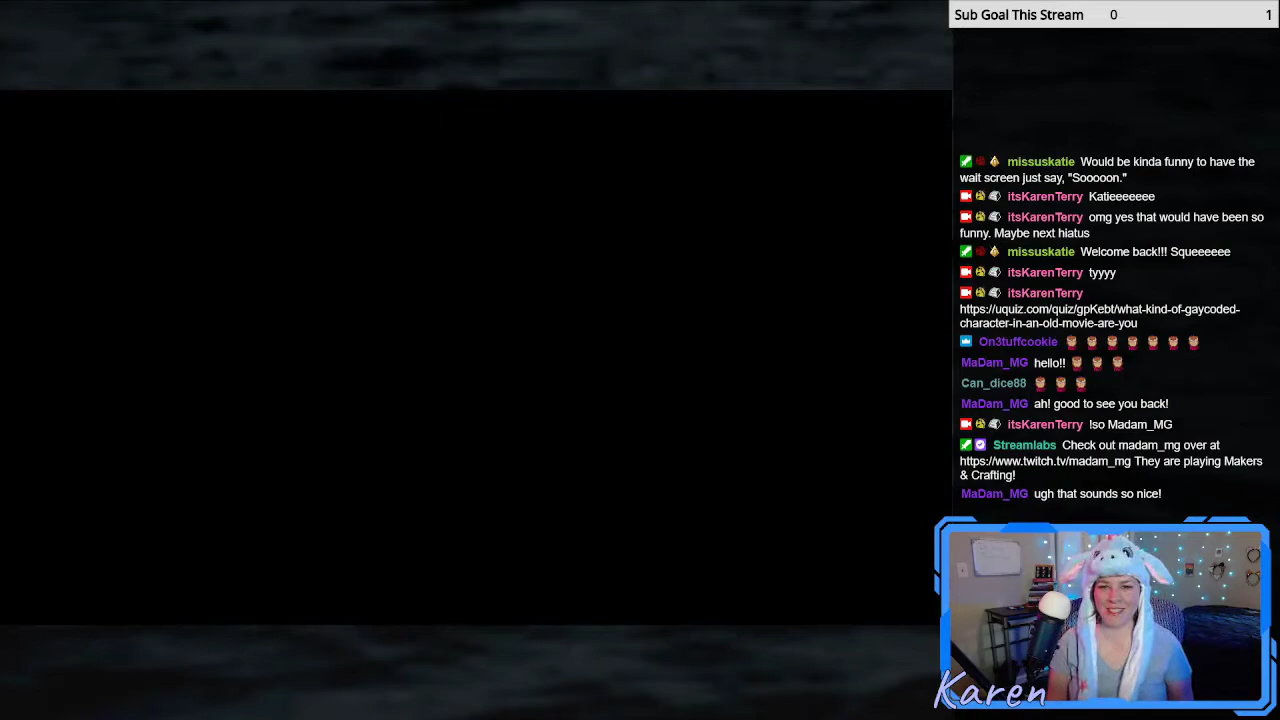 Sub Goal This Stream 0 1
missuskatie Would be kinda funny to have the
wait screen just say, "Sooooon."
itsKarenTerry Katieeeeeee
itsKarenTerry omg yes that would have been so
funny. Maybe next hiatus
missuskatie Welcome back!!! Squeeeeee
itsKarenTerry tyyyy
itsKarenTerry
https://uquiz.com/quiz/gpKebt/what-kind-of-gaycoded-
character-in-an-old-movie-are-you
On3tuffcookie
MaDam_MG hello!!
Can_dice88
MaDam_MG ah! good to see you back!
itsKarenTerry !so Madam_MG
Streamlabs Check out madam_mg over at
https://www.twitch.tv/madam_mg They are playing Makers
& Crafting!
MaDam_MG ugh that sounds so nice!
Karen